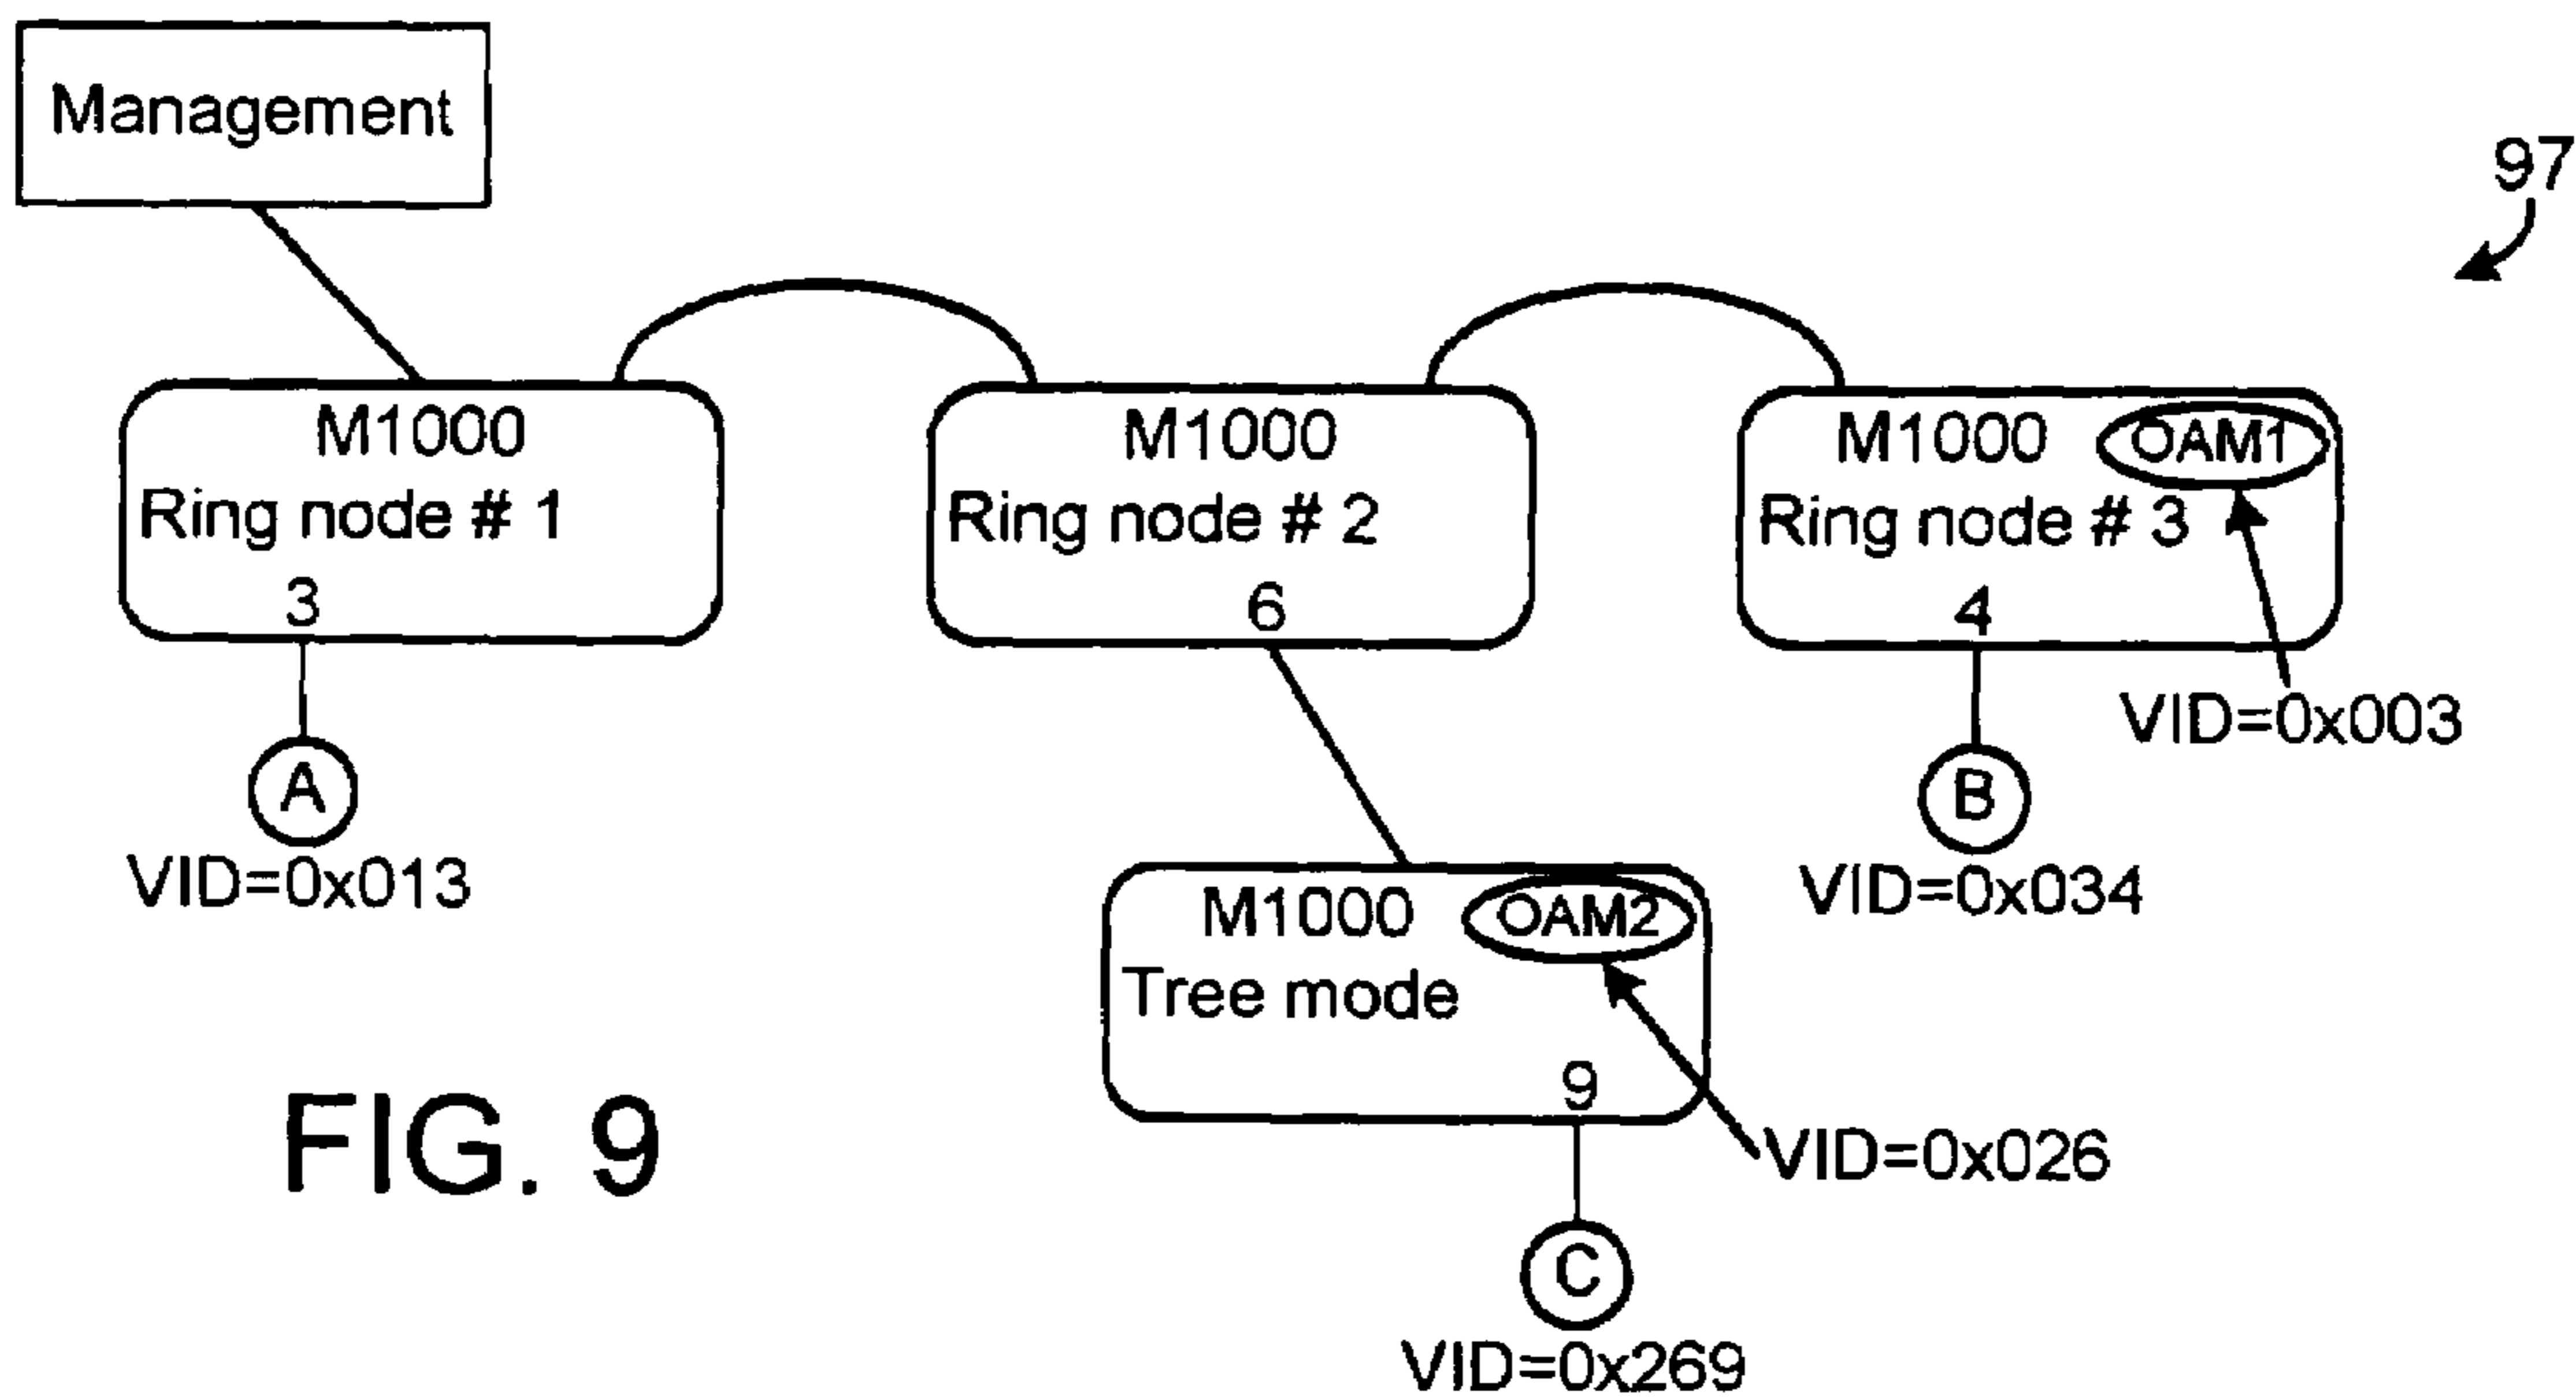 Management
97
M1000
Ring node # 1
3
M1000
Ring node # 2
6
M1000 OAM1
Ring node # 3
4
VID=0x003
A
VID=0x013
B
VID=0x034
M1000 OAM2
Tree mode
9
VID=0x026
C
VID=0x269
FIG. 9